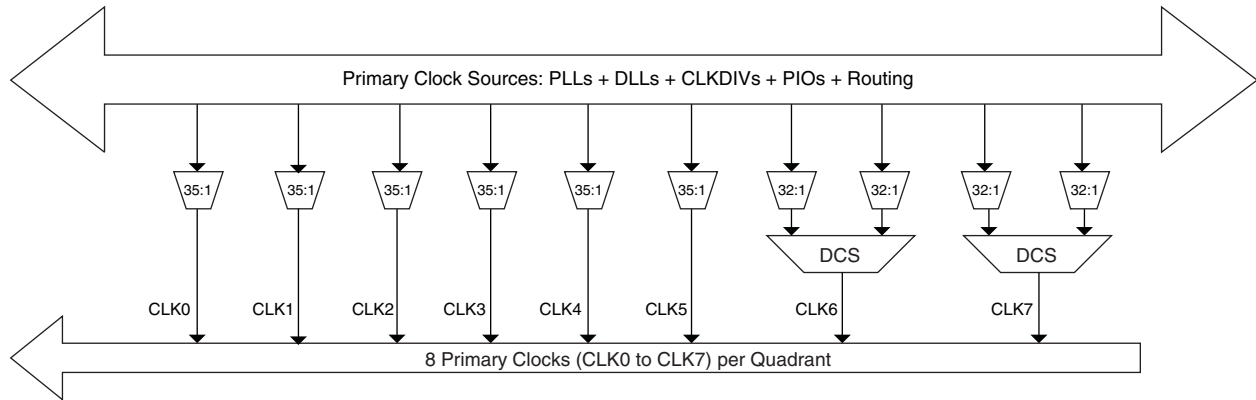 Primary Clock Sources: PLLs + DLLs + CLKDIVs + PIOs + Routing
35:1 35:1 35:1 35:1 35:1 35:1 32:1 32:1 32:1 32:1
DCS DCS
CLK0 CLK1 CLK2 CLK3 CLK4 CLK5 CLK6 CLK7
8 Primary Clocks (CLK0 to CLK7) per Quadrant